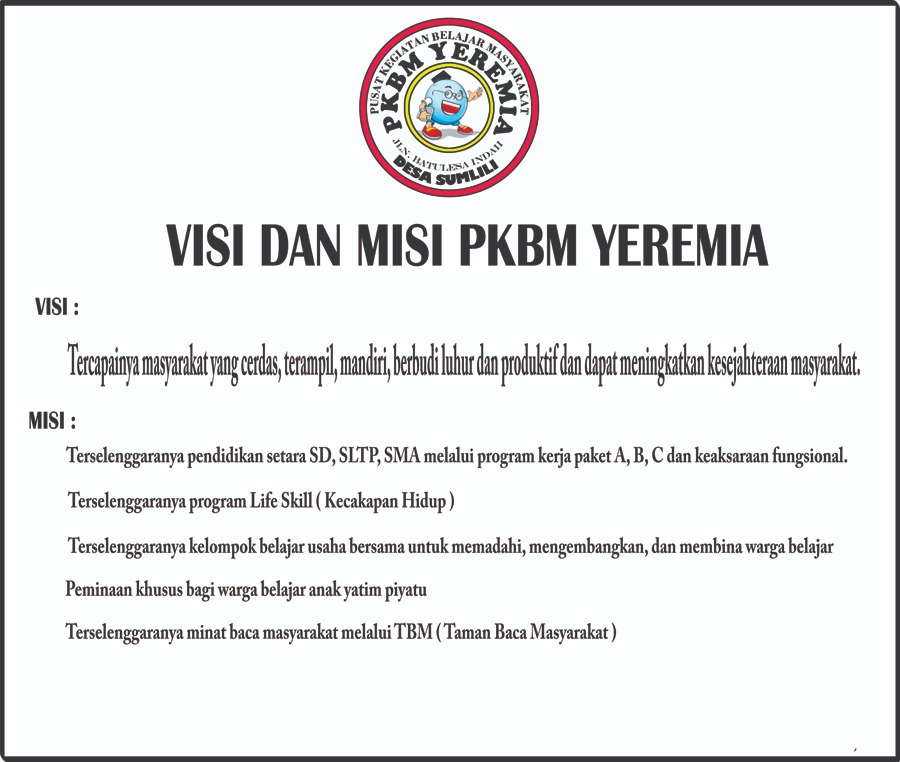 PUSAT KEGIATAN BELAJAR MASYARAKAT
PKBM YEREMIA
JLN. BATULESA INDAH
DESA SUMLILI
VISI DAN MISI PKBM YEREMIA
VISI :
Tercapainya masyarakat yang cerdas, terampil, mandiri, berbudi luhur dan produktif dan dapat meningkatkan kesejahteraan masyarakat.
MISI :
Terselenggaranya pendidikan setara SD, SLTP, SMA melalui program kerja paket A, B, C dan keaksaraan fungsional.
Terselenggaranya program Life Skill ( Kecakapan Hidup )
Terselenggaranya kelompok belajar usaha bersama untuk memadahi, mengembangkan, dan membina warga belajar
Peminaan khusus bagi warga belajar anak yatim piyatu
Terselenggaranya minat baca masyarakat melalui TBM ( Taman Baca Masyarakat )